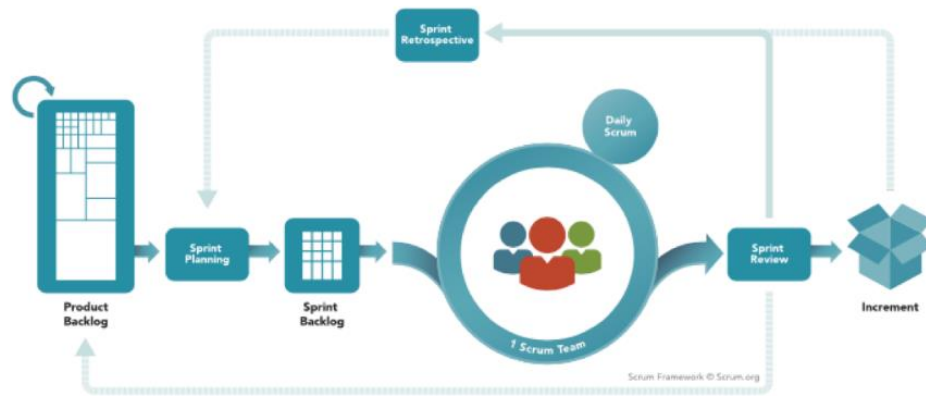 Sprint
Retrospective
Daily
Scrum
Sprint
Planning
Sprint
Review
Product
Backlog
Sprint
Backlog
1 Scrum Team
Increment
Scrum Framework © Scrum.org